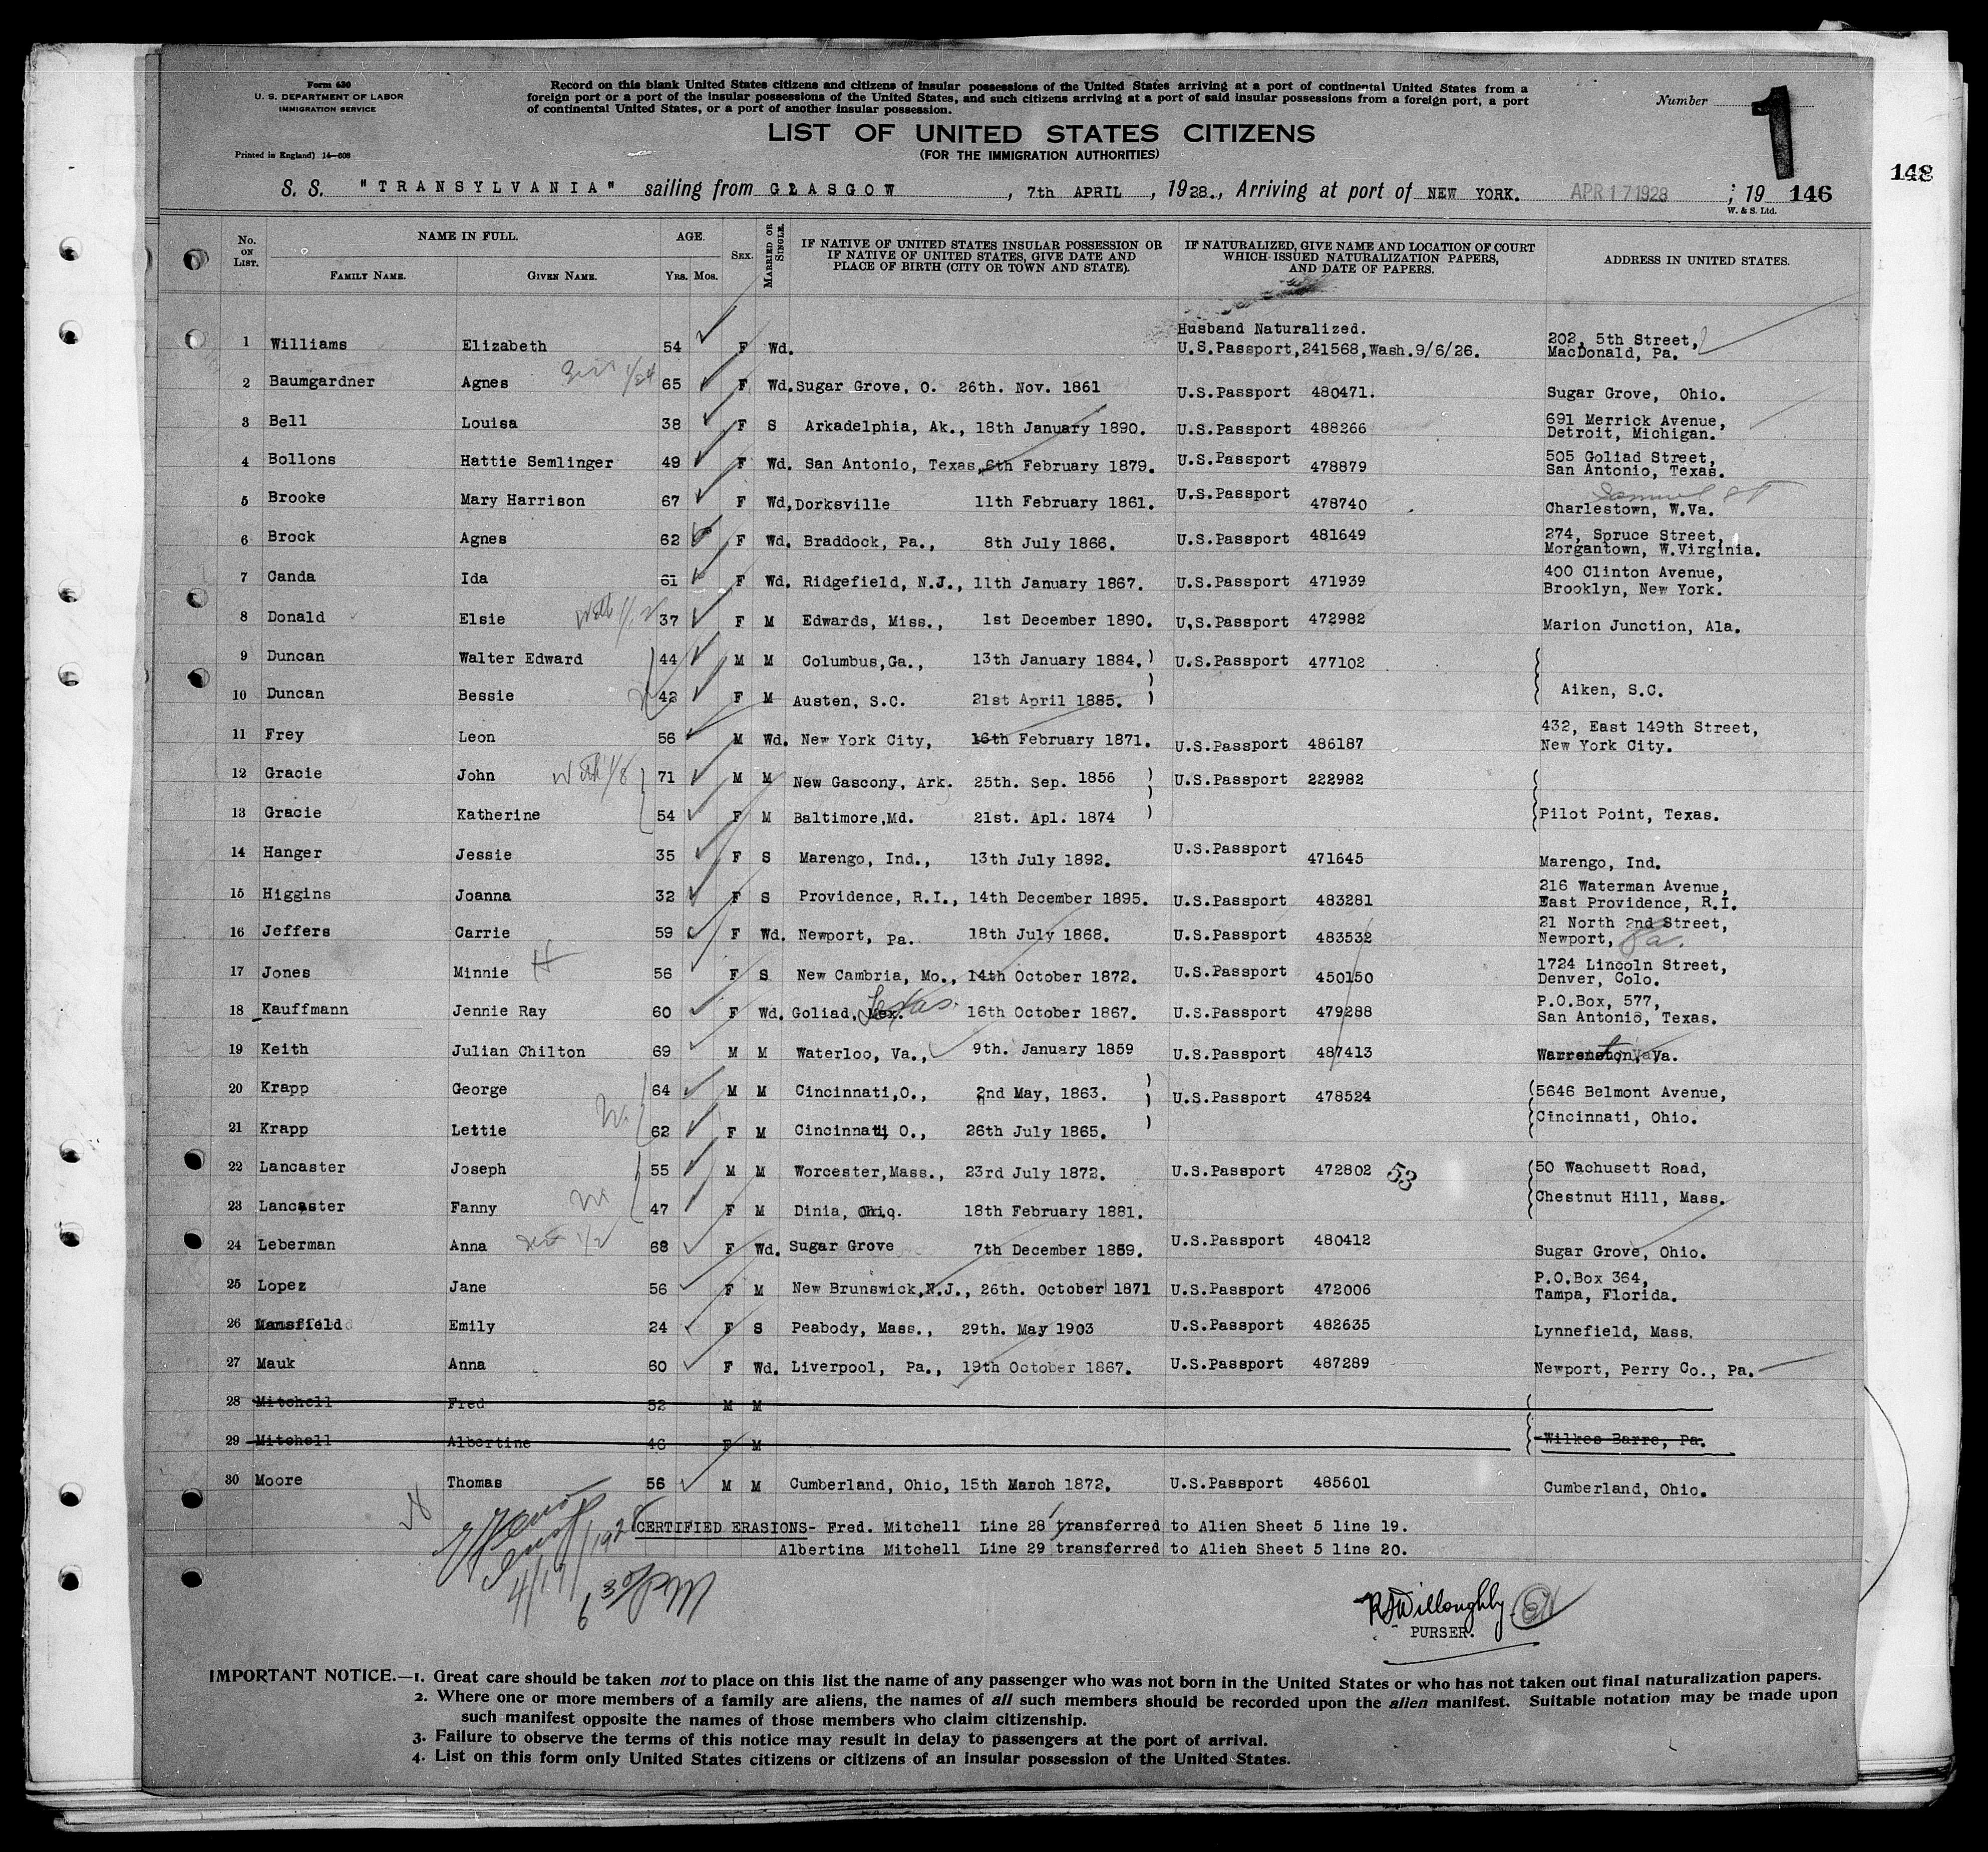 Form 630
U. S. DEPARTMENT OF LABOR
IMMIGRATION SERVICE
Printed in England) 14—608
Record on this blank United States citizens and citizens of insular possessions of the United States arriving at a port of continental United States from a
foreign port or a port of the insular possessions of the United States, and such citizens arriving at a port of said insular possessions from a foreign port, a port
of continental United States, or a port of another insular possession.
Number 1
LIST OF UNITED STATES CITIZENS
(FOR THE IMMIGRATION AUTHORITIES)
S. S. "TRANSYLVANIA" sailing from GLASGOW, 7th APRIL, 1928., Arriving at port of NEW YORK. APR 17 1928; 19 146
148
W. & S. Ltd.
No. ON LIST. NAME IN FULL. FAMILY NAME. GIVEN NAME. AGE. YRS. MOS. SEX. MARRIED OR SINGLE. IF NATIVE OF UNITED STATES INSULAR POSSESSION OR IF NATIVE OF UNITED STATES, GIVE DATE AND PLACE OF BIRTH (CITY OR TOWN AND STATE). IF NATURALIZED, GIVE NAME AND LOCATION OF COURT WHICH ISSUED NATURALIZATION PAPERS, AND DATE OF PAPERS. ADDRESS IN UNITED STATES.
1 Williams Elizabeth 54 F Wd. Husband Naturalized. U.S.Passport,241568,Wash.9/6/26. 202, 5th Street, MacDonald, Pa.
2 Baumgardner Agnes 65 F Wd. Sugar Grove, O. 26th. Nov. 1861 U.S.Passport 480471. Sugar Grove, Ohio.
3 Bell Louisa 38 F S Arkadelphia, Ak., 18th January 1890. U.S.Passport 488266 691 Merrick Avenue, Detroit, Michigan.
4 Bollons Hattie Semlinger 49 F Wd. San Antonio, Texas, 6th February 1879. U.S.Passport 478879 505 Goliad Street, San Antonio, Texas.
5 Brooke Mary Harrison 67 F Wd, Dorksville 11th February 1861. U.S.Passport 478740 Samuel ST Charlestown, W.Va.
6 Brock Agnes 62 F Wd. Braddock, Pa., 8th July 1866. U.S.Passport 481649 274, Spruce Street, Morgantown, W.Virginia.
7 Canda Ida 61 F Wd. Ridgefield, N.J., 11th January 1867. U.S.Passport 471939 400 Clinton Avenue, Brooklyn, New York.
8 Donald Elsie 37 F M Edwards, Miss., 1st December 1890. U.S.Passport 472982 Marion Junction, Ala.
9 Duncan Walter Edward 44 M M Columbus,Ga., 13th January 1884.) U.S.Passport 477102
10 Duncan Bessie 42 F M Austen, S.C. 21st April 1885. ) Aiken, S.C.
11 Frey Leon 56 M Wd. New York City, 16th February 1871. U.S.Passport 486187 432, East 149th Street, New York City.
12 Gracie John 71 M M New Gascony, Ark. 25th. Sep. 1856 ) U.S.Passport 222982
13 Gracie Katherine 54 F M Baltimore,Md. 21st. Apl. 1874 ) Pilot Point, Texas.
14 Hanger Jessie 35 F S Marengo, Ind., 13th July 1892. U.S.Passport 471645 Marengo, Ind.
15 Higgins Joanna 32 F S Providence, R.I., 14th December 1895. U.S.Passport 483281 216 Waterman Avenue, East Providence, R.I.
16 Jeffers Carrie 59 F Wd. Newport, Pa. 18th July 1868. U.S.Passport 483532 21 North 2nd Street, Newport, Pa.
17 Jones Minnie H 56 F S New Cambria, Mo., 14th October 1872. U.S.Passport 450150 1724 Lincoln Street, Denver, Colo.
18 Kauffmann Jennie Ray 60 F Wd. Goliad, Mex. Texas. 16th October 1867. U.S.Passport 479288 P.O.Box, 577, San Antonio, Texas.
19 Keith Julian Chilton 69 M M Waterloo, Va., 9th. January 1859 U.S.Passport 487413 Warrenton, Va.
20 Krapp George 64 M M Cincinnati,O., 2nd May, 1863. ) U.S.Passport 478524 5646 Belmont Avenue,
21 Krapp Lettie 62 F M Cincinnati, O., 26th July 1865. ) Cincinnati, Ohio.
22 Lancaster Joseph 55 M M Worcester,Mass., 23rd July 1872. U.S.Passport 472802 53 50 Wachusett Road,
23 Lancaster Fanny 47 F M Dinia, Ohio. 18th February 1881. Chestnut Hill, Mass.
24 Leberman Anna 68 F Wd. Sugar Grove 7th December 1859. U.S.Passport 480412 Sugar Grove, Ohio.
25 Lopez Jane 56 F M New Brunswick,N.J., 26th. October 1871 U.S.Passport 472006 P.O.Box 364, Tampa, Florida.
26 Mansfield Emily 24 F S Peabody, Mass., 29th. May 1903 U.S.Passport 482635 Lynnefield, Mass.
27 Mauk Anna 60 F Wd. Liverpool, Pa., 19th October 1867. U.S.Passport 487289 Newport, Perry Co., Pa.
28 Mitchell Fred 52 M M
29 Mitchell Albertine 46 F M Wilkes Barre, Pa.
30 Moore Thomas 56 M M Cumberland, Ohio, 15th March 1872. U.S.Passport 485601 Cumberland, Ohio.
CERTIFIED ERASIONS- Fred. Mitchell Line 28 transferred to Alien Sheet 5 line 19.
Albertina Mitchell Line 29 transferred to Alien Sheet 5 line 20.
4/17/1928
6 30 PM
R S Willoughby
PURSER.
IMPORTANT NOTICE.—1. Great care should be taken not to place on this list the name of any passenger who was not born in the United States or who has not taken out final naturalization papers.
2. Where one or more members of a family are aliens, the names of all such members should be recorded upon the alien manifest. Suitable notation may be made upon
such manifest opposite the names of those members who claim citizenship.
3. Failure to observe the terms of this notice may result in delay to passengers at the port of arrival.
4. List on this form only United States citizens or citizens of an insular possession of the United States.